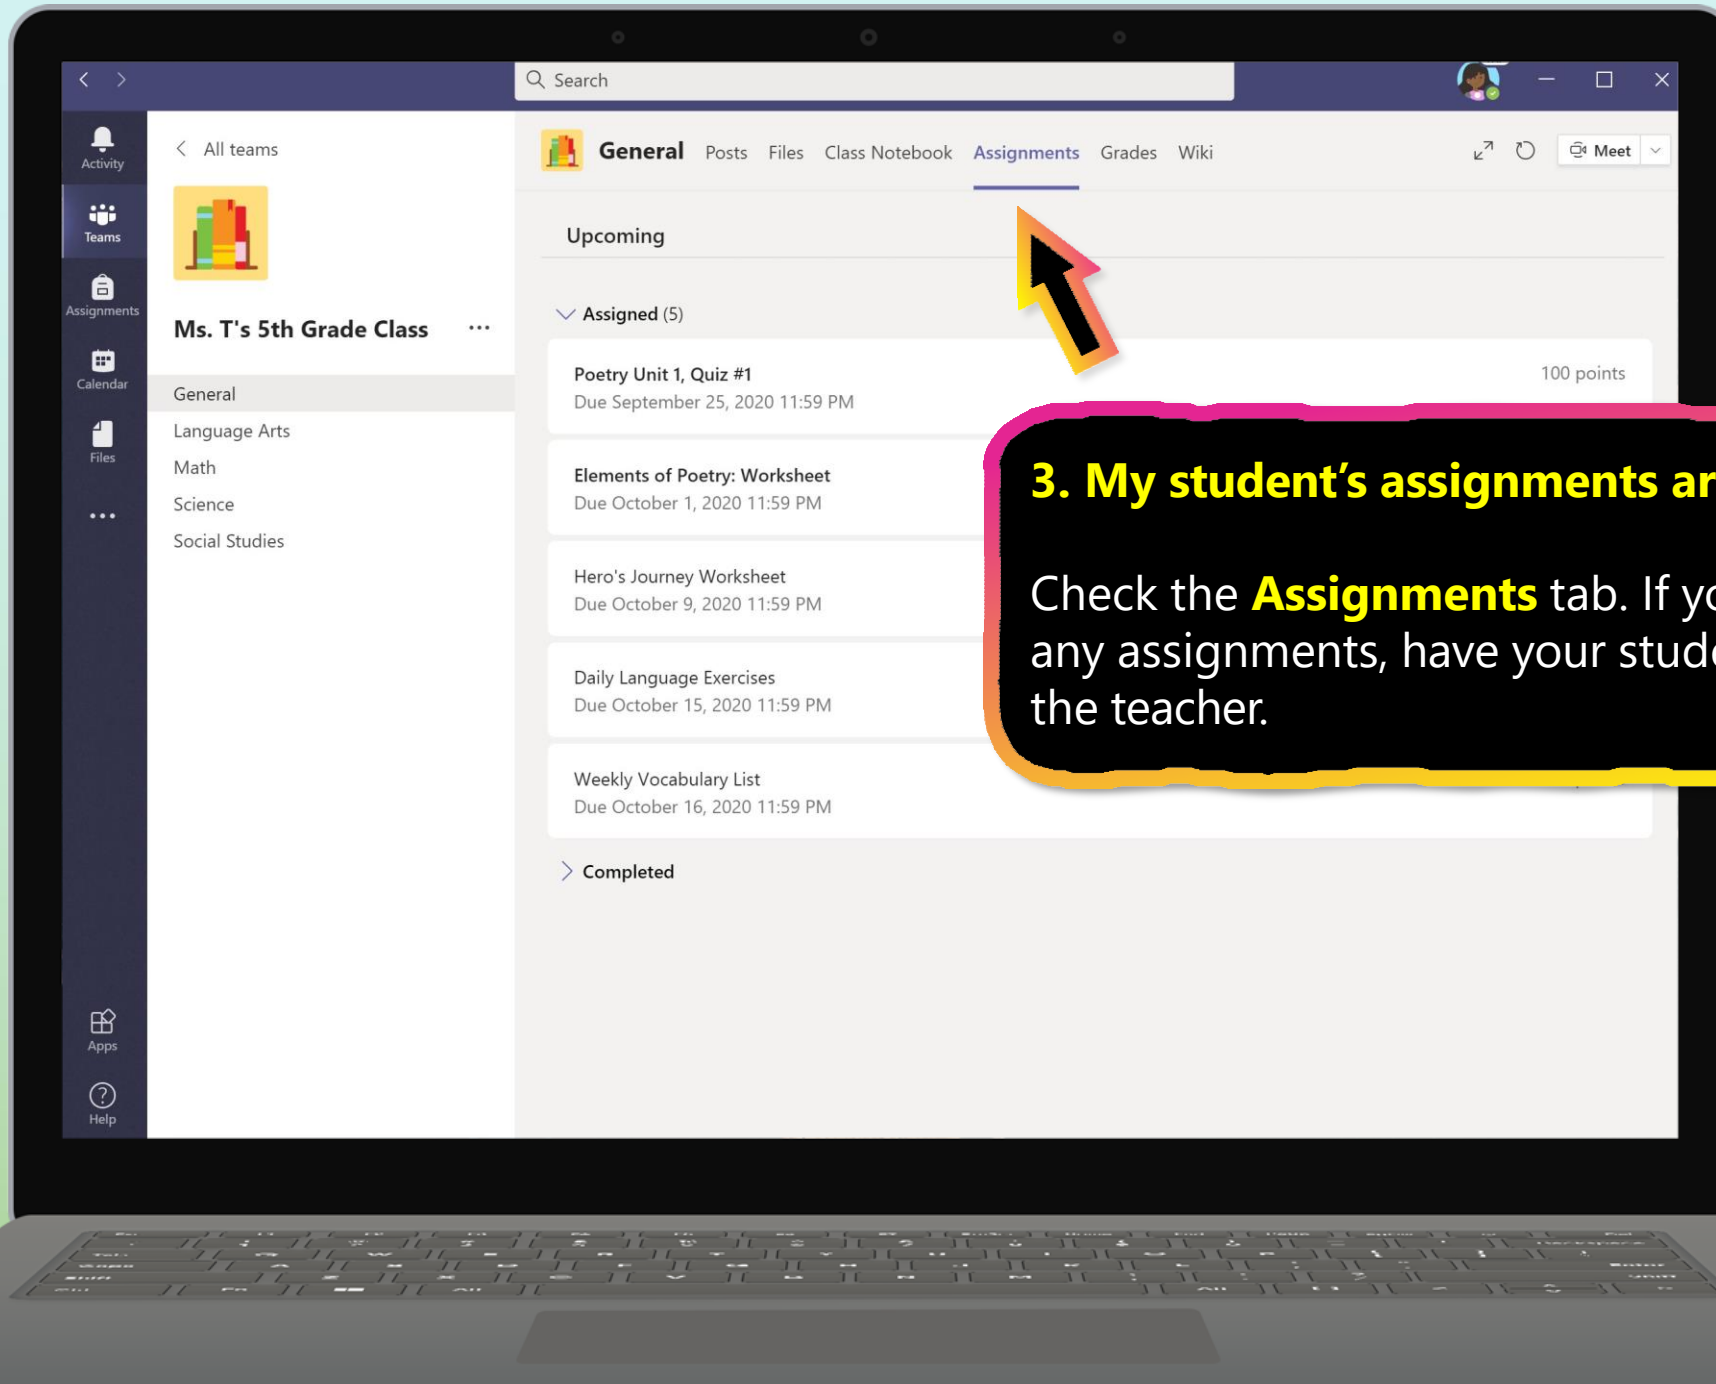 Search
Activity
Teams
Assignments
Calendar
Files
Apps
Help
All teams
Ms. T's 5th Grade Class
General
Language Arts
Math
Science
Social Studies
General Posts Files Class Notebook Assignments Grades Wiki
Meet
Upcoming
Assigned (5)
Poetry Unit 1, Quiz #1
100 points
Due September 25, 2020 11:59 PM
Elements of Poetry: Worksheet
Due October 1, 2020 11:59 PM
Hero's Journey Worksheet
Due October 9, 2020 11:59 PM
Daily Language Exercises
Due October 15, 2020 11:59 PM
Weekly Vocabulary List
Due October 16, 2020 11:59 PM
Completed
3. My student’s assignments
Check the Assignments tab. If
any assignments, have your
the teacher.